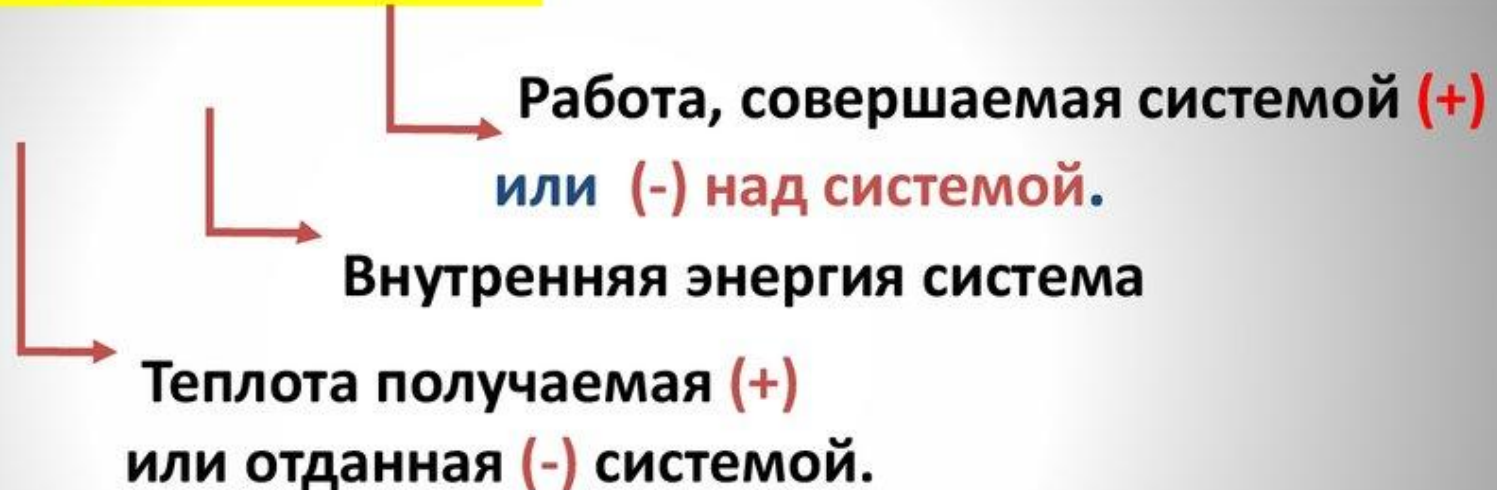 Работа, совершаемая системой (+)
или (-) над системой.
Внутренняя энергия система
Теплота получаемая (+)
или отданная (-) системой.